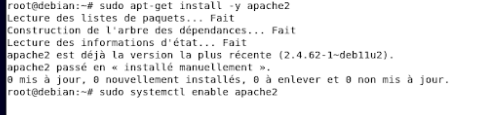 root@debian:~# sudo apt-get install -y apache2
Lecture des listes de paquets... Fait
Construction de l'arbre des dépendances... Fait
Lecture des informations d'état... Fait
apache2 est déjà la version la plus récente (2.4.62-1~deb11u2).
apache2 passé en « installé manuellement ».
0 mis à jour, 0 nouvellement installés, 0 à enlever et 0 non mis à jour.
root@debian:~# sudo systemctl enable apache2